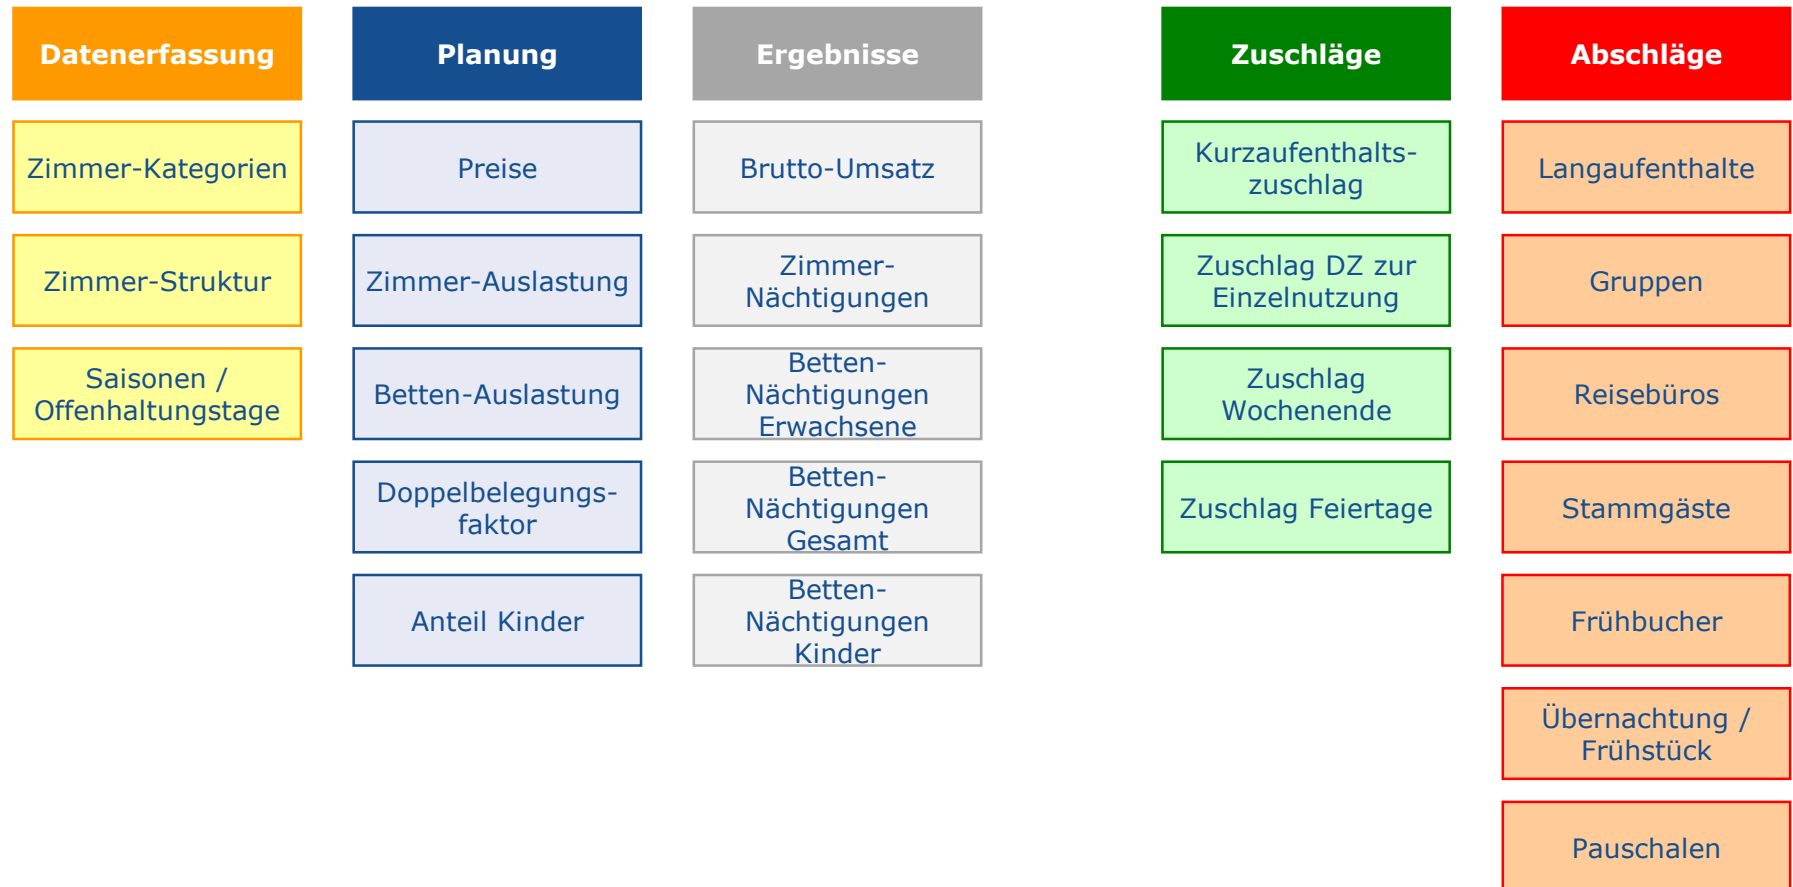 Datenerfassung
Zimmer-Kategorien
Zimmer-Struktur
Saisonen /
Offenhaltungstage
Planung
Preise
Zimmer-Auslastung
Betten-Auslastung
Doppelbelegungs-
faktor
Anteil Kinder
Ergebnisse
Brutto-Umsatz
Zimmer-
Nächtigungen
Betten-
Nächtigungen
Erwachsene
Betten-
Nächtigungen
Gesamt
Betten-
Nächtigungen
Kinder
Zuschläge
Kurzaufenthalts-
zuschlag
Zuschlag DZ zur
Einzelnutzung
Zuschlag
Wochenende
Zuschlag Feiertage
Abschläge
Langaufenthalte
Gruppen
Reisebüros
Stammgäste
Frühbucher
Übernachtung /
Frühstück
Pauschalen